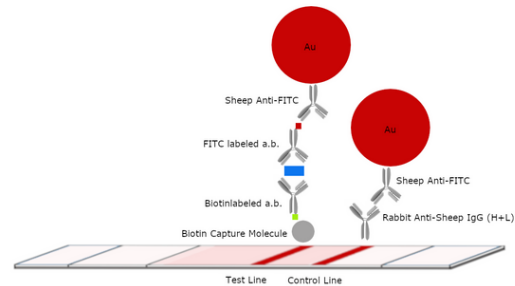 Au
Sheep Anti-FITC
FITC labeled a.b.
Biotinlabeled a.b.
Biotin Capture Molecule
Au
Sheep Anti-FITC
Rabbit Anti-Sheep IgG (H+L)
Test Line
Control Line